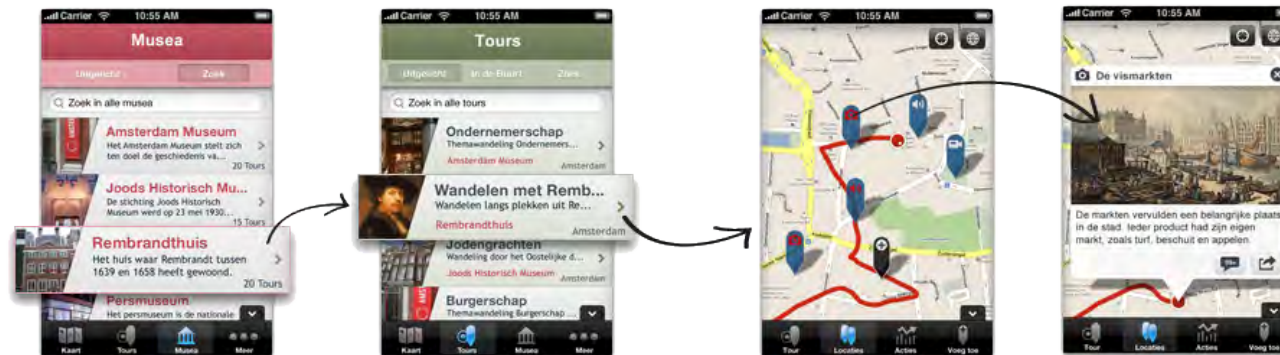 Carrier 10:55 AM
Musea
Uitgelicht Zoek
Zoek in alle musea
Amsterdam Museum
Het Amsterdam Museum stelt zich
ten doel de geschiedenis va...
20 Tours
Joods Historisch Mu...
De stichting Joods Historisch
Museum werd op 23 mei 1930...
15 Tours
Rembrandthuis
Het huis waar Rembrandt tussen
1639 en 1658 heeft gewoond.
20 Tours
Persmuseum
Het persmuseum is de nationale
Kaart Tours Musea Meer
Carrier 10:55 AM
Tours
Uitgelicht In de Buurt Zoek
Zoek in alle tours
Ondernemerschap
Themawandeling Ondernemers...
Amsterdam Museum Amsterdam
Wandelen met Remb...
Wandelen langs plekken uit Re...
Rembrandthuis Amsterdam
Jodengrachten
Wandeling door het Oostelijke d...
Joods Historisch Museum Amsterdam
Burgerschap
Themawandeling Burgerschap ...
Kaart Tours Musea Meer
Carrier 10:55 AM
Tour Locaties Acties Voeg toe
Carrier 10:55 AM
De vismarkten
De markten vervulden een belangrijke plaats
in de stad. Ieder product had zijn eigen
markt, zoals turf, beschuit en appelen.
Tour Locaties Acties Voeg toe